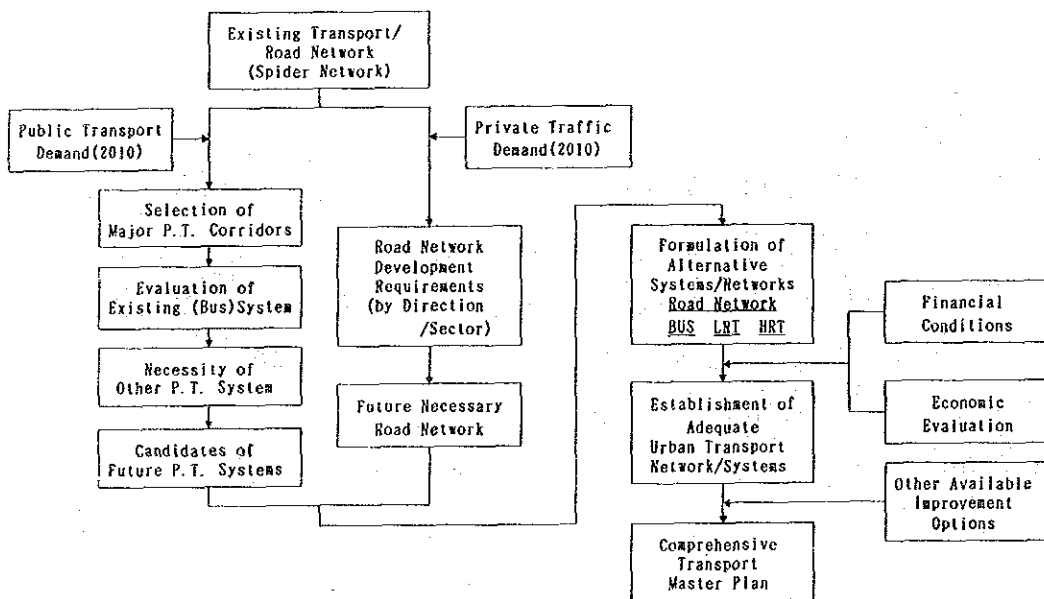 Existing Transport/
Road Network
(Spider Network)
Public Transport
Demand(2010)
Private Traffic
Demand(2010)
Selection of
Major P.T. Corridors
Evaluation of
Existing (Bus)System
Necessity of
Other P.T. System
Candidates of
Future P.T. Systems
Road Network
Development
Requirements
(by Direction
/Sector)
Future Necessary
Road Network
Formulation of
Alternative
Systems/Networks
Road Network
BUS LRT HRT
Financial
Conditions
Economic
Evaluation
Establishment of
Adequate
Urban Transport
Network/Systems
Other Available
Improvement
Options
Comprehensive
Transport
Master Plan